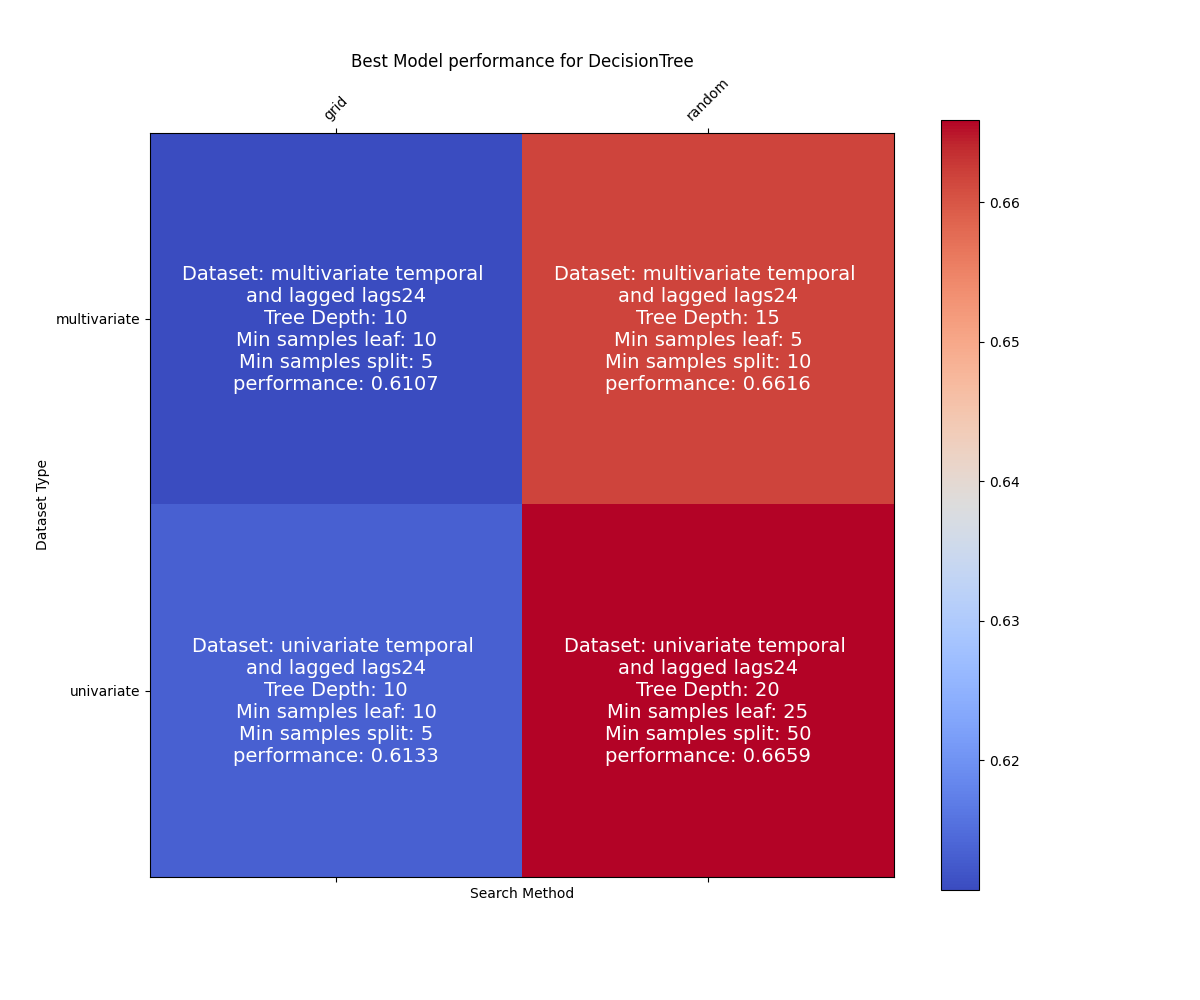 Best Model performance for DecisionTree
grid
random
multivariate
Dataset: multivariate temporal
and lagged lags24
Tree Depth: 10
Min samples leaf: 10
Min samples split: 5
performance: 0.6107
Dataset: multivariate temporal
and lagged lags24
Tree Depth: 15
Min samples leaf: 5
Min samples split: 10
performance: 0.6616
Dataset Type
univariate
Dataset: univariate temporal
and lagged lags24
Tree Depth: 10
Min samples leaf: 10
Min samples split: 5
performance: 0.6133
Dataset: univariate temporal
and lagged lags24
Tree Depth: 20
Min samples leaf: 25
Min samples split: 50
performance: 0.6659
Search Method
0.66
0.65
0.64
0.63
0.62